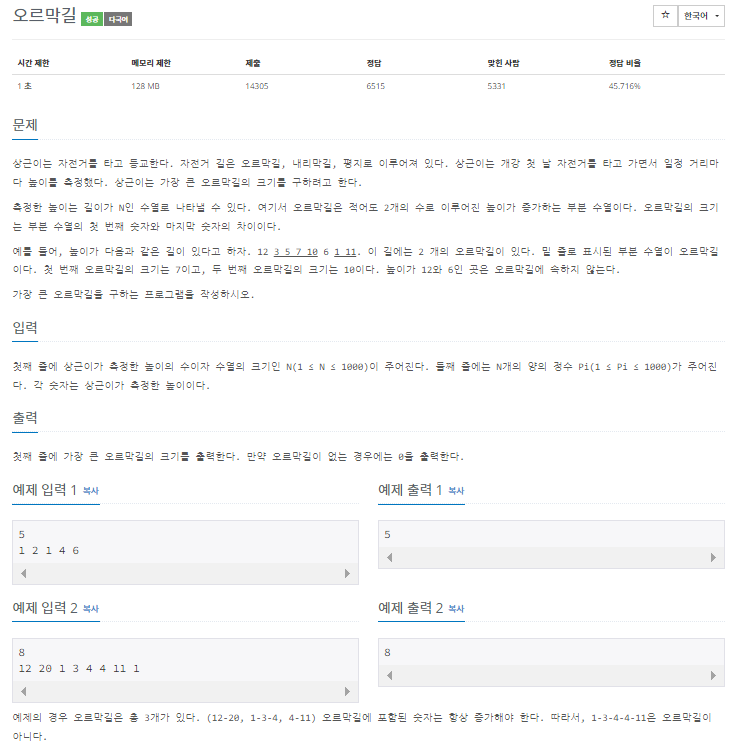 오르막길 성공 다국어
☆ 한국어
시간 제한 메모리 제한 제출 정답 맞힌 사람 정답 비율
1 초 128 MB 14305 6515 5331 45.716%
문제
상근이는 자전거를 타고 등교한다. 자전거 길은 오르막길, 내리막길, 평지로 이루어져 있다. 상근이는 개강 첫 날 자전거를 타고 가면서 일정 거리마
다 높이를 측정했다. 상근이는 가장 큰 오르막길의 크기를 구하려고 한다.
측정한 높이는 길이가 N인 수열로 나타낼 수 있다. 여기서 오르막길은 적어도 2개의 수로 이루어진 높이가 증가하는 부분 수열이다. 오르막길의 크기
는 부분 수열의 첫 번째 숫자와 마지막 숫자의 차이이다.
예를 들어, 높이가 다음과 같은 길이 있다고 하자. 12 3 5 7 10 6 1 11. 이 길에는 2 개의 오르막길이 있다. 밑 줄로 표시된 부분 수열이 오르막길
이다. 첫 번째 오르막길의 크기는 7이고, 두 번째 오르막길의 크기는 10이다. 높이가 12와 6인 곳은 오르막길에 속하지 않는다.
가장 큰 오르막길을 구하는 프로그램을 작성하시오.
입력
첫째 줄에 상근이가 측정한 높이의 수이자 수열의 크기인 N(1 ≤ N ≤ 1000)이 주어진다. 둘째 줄에는 N개의 양의 정수 Pi(1 ≤ Pi ≤ 1000)가 주어진
다. 각 숫자는 상근이가 측정한 높이이다.
출력
첫째 줄에 가장 큰 오르막길의 크기를 출력한다. 만약 오르막길이 없는 경우에는 0을 출력한다.
예제 입력 1 복사
5
1 2 1 4 6
예제 출력 1 복사
5
예제 입력 2 복사
8
12 20 1 3 4 4 11 1
예제 출력 2 복사
8
예제의 경우 오르막길은 총 3개가 있다. (12-20, 1-3-4, 4-11) 오르막길에 포함된 숫자는 항상 증가해야 한다. 따라서, 1-3-4-4-11은 오르막길이
아니다.